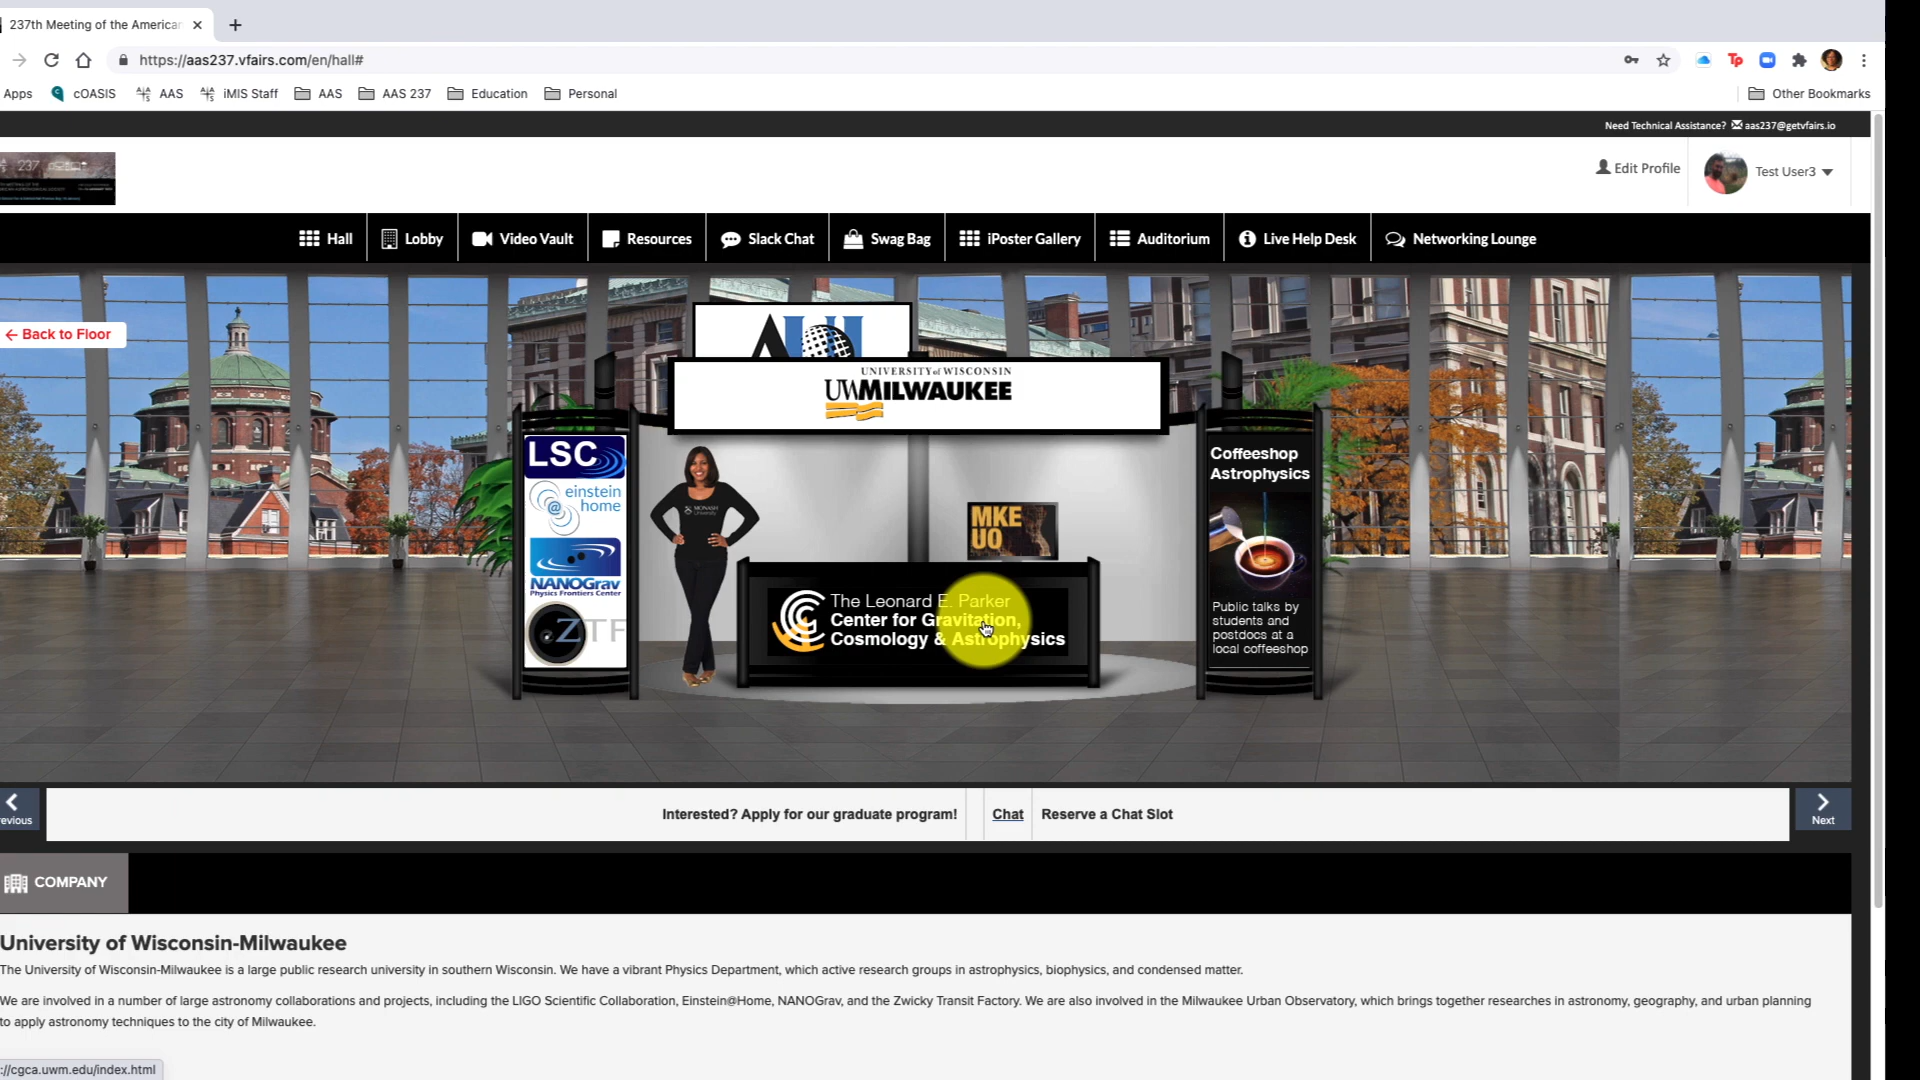 237th Meeting of the American
https://aas237.vfairs.com/en/hall#
Apps
cOASIS
AAS
iMIS Staff
AAS
AAS 237
Education
Personal
Other Bookmarks
Need Technical Assistance? aas237@getvfairs.io
237
Edit Profile
Test User3
Hall
Lobby
Video Vault
Resources
Slack Chat
Swag Bag
iPoster Gallery
Auditorium
Live Help Desk
Networking Lounge
Back to Floor
UNIVERSITY of WISCONSIN
UWMILWAUKEE
LSC
einstein
@home
NANOGrav
Physics Frontiers Center
ZTF
MONASH
University
MKE
UO
The Leonard E. Parker
Center for Gravitation,
Cosmology & Astrophysics
Coffeeshop
Astrophysics
Public talks by
students and
postdocs at a
local coffeeshop
evious
Interested? Apply for our graduate program!
Chat
Reserve a Chat Slot
Next
COMPANY
University of Wisconsin-Milwaukee
The University of Wisconsin-Milwaukee is a large public research university in southern Wisconsin. We have a vibrant Physics Department, which active research groups in astrophysics, biophysics, and condensed matter.
We are involved in a number of large astronomy collaborations and projects, including the LIGO Scientific Collaboration, Einstein@Home, NANOGrav, and the Zwicky Transit Factory. We are also involved in the Milwaukee Urban Observatory, which brings together researches in astronomy, geography, and urban planning
to apply astronomy techniques to the city of Milwaukee.
://cgca.uwm.edu/index.html